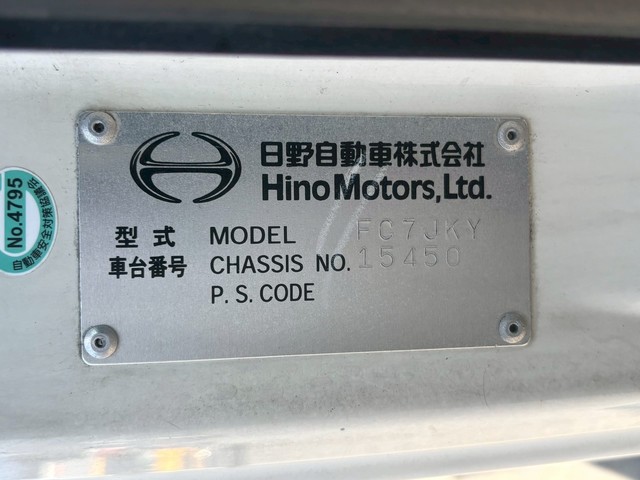 日野自動車株式会社
Hino Motors, Ltd.
型式 MODEL FC7JKY
車台番号 CHASSIS NO. 15450
P. S. CODE
No.4795